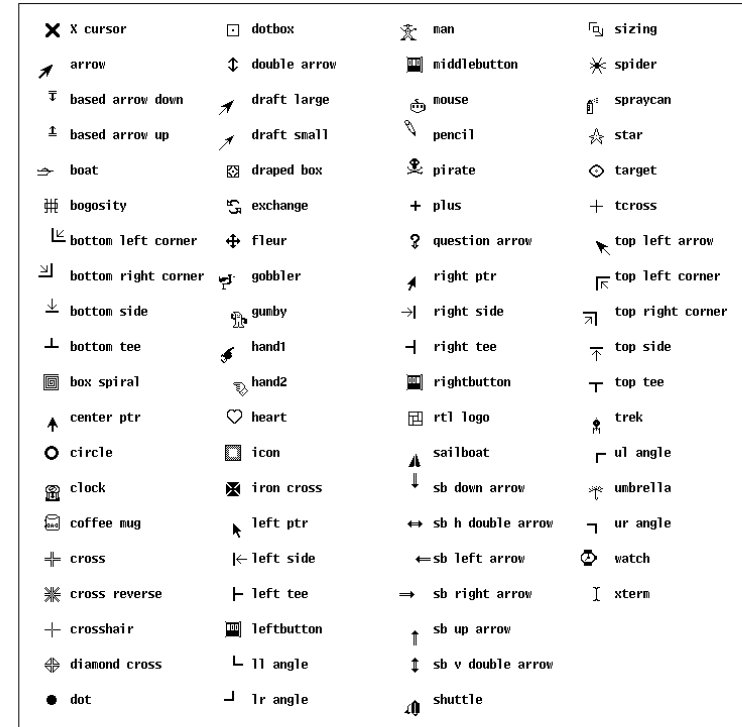 X cursor
arrow
based arrow down
based arrow up
boat
bogosity
bottom left corner
bottom right corner
bottom side
bottom tee
box spiral
center ptr
circle
clock
coffee mug
cross
cross reverse
crosshair
diamond cross
dot
dotbox
double arrow
draft large
draft small
draped box
exchange
fleur
gobbler
gumby
hand1
hand2
heart
icon
iron cross
left ptr
left side
left tee
leftbutton
ll angle
lr angle
man
middlebutton
mouse
pencil
pirate
plus
question arrow
right ptr
right side
right tee
rightbutton
rtl logo
sailboat
sb down arrow
sb h double arrow
sb left arrow
sb right arrow
sb up arrow
sb v double arrow
shuttle
sizing
spider
spraycan
star
target
tcross
top left arrow
top left corner
top right corner
top side
top tee
trek
ul angle
umbrella
ur angle
watch
xterm